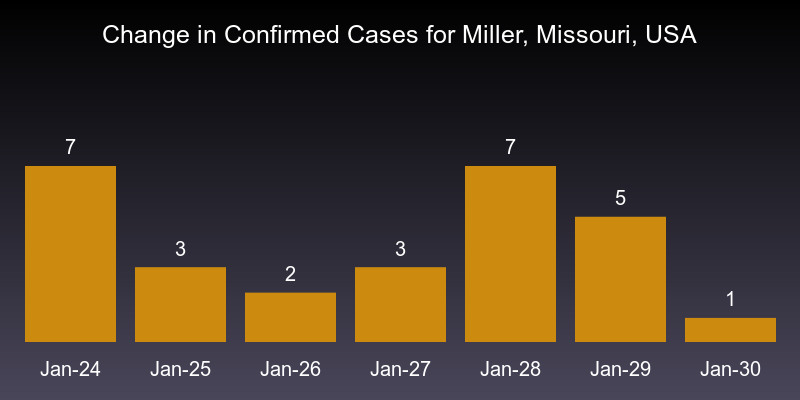 Change in Confirmed Cases for Miller, Missouri, USA
7
3
2
3
7
5
1
Jan-24
Jan-25
Jan-26
Jan-27
Jan-28
Jan-29
Jan-30